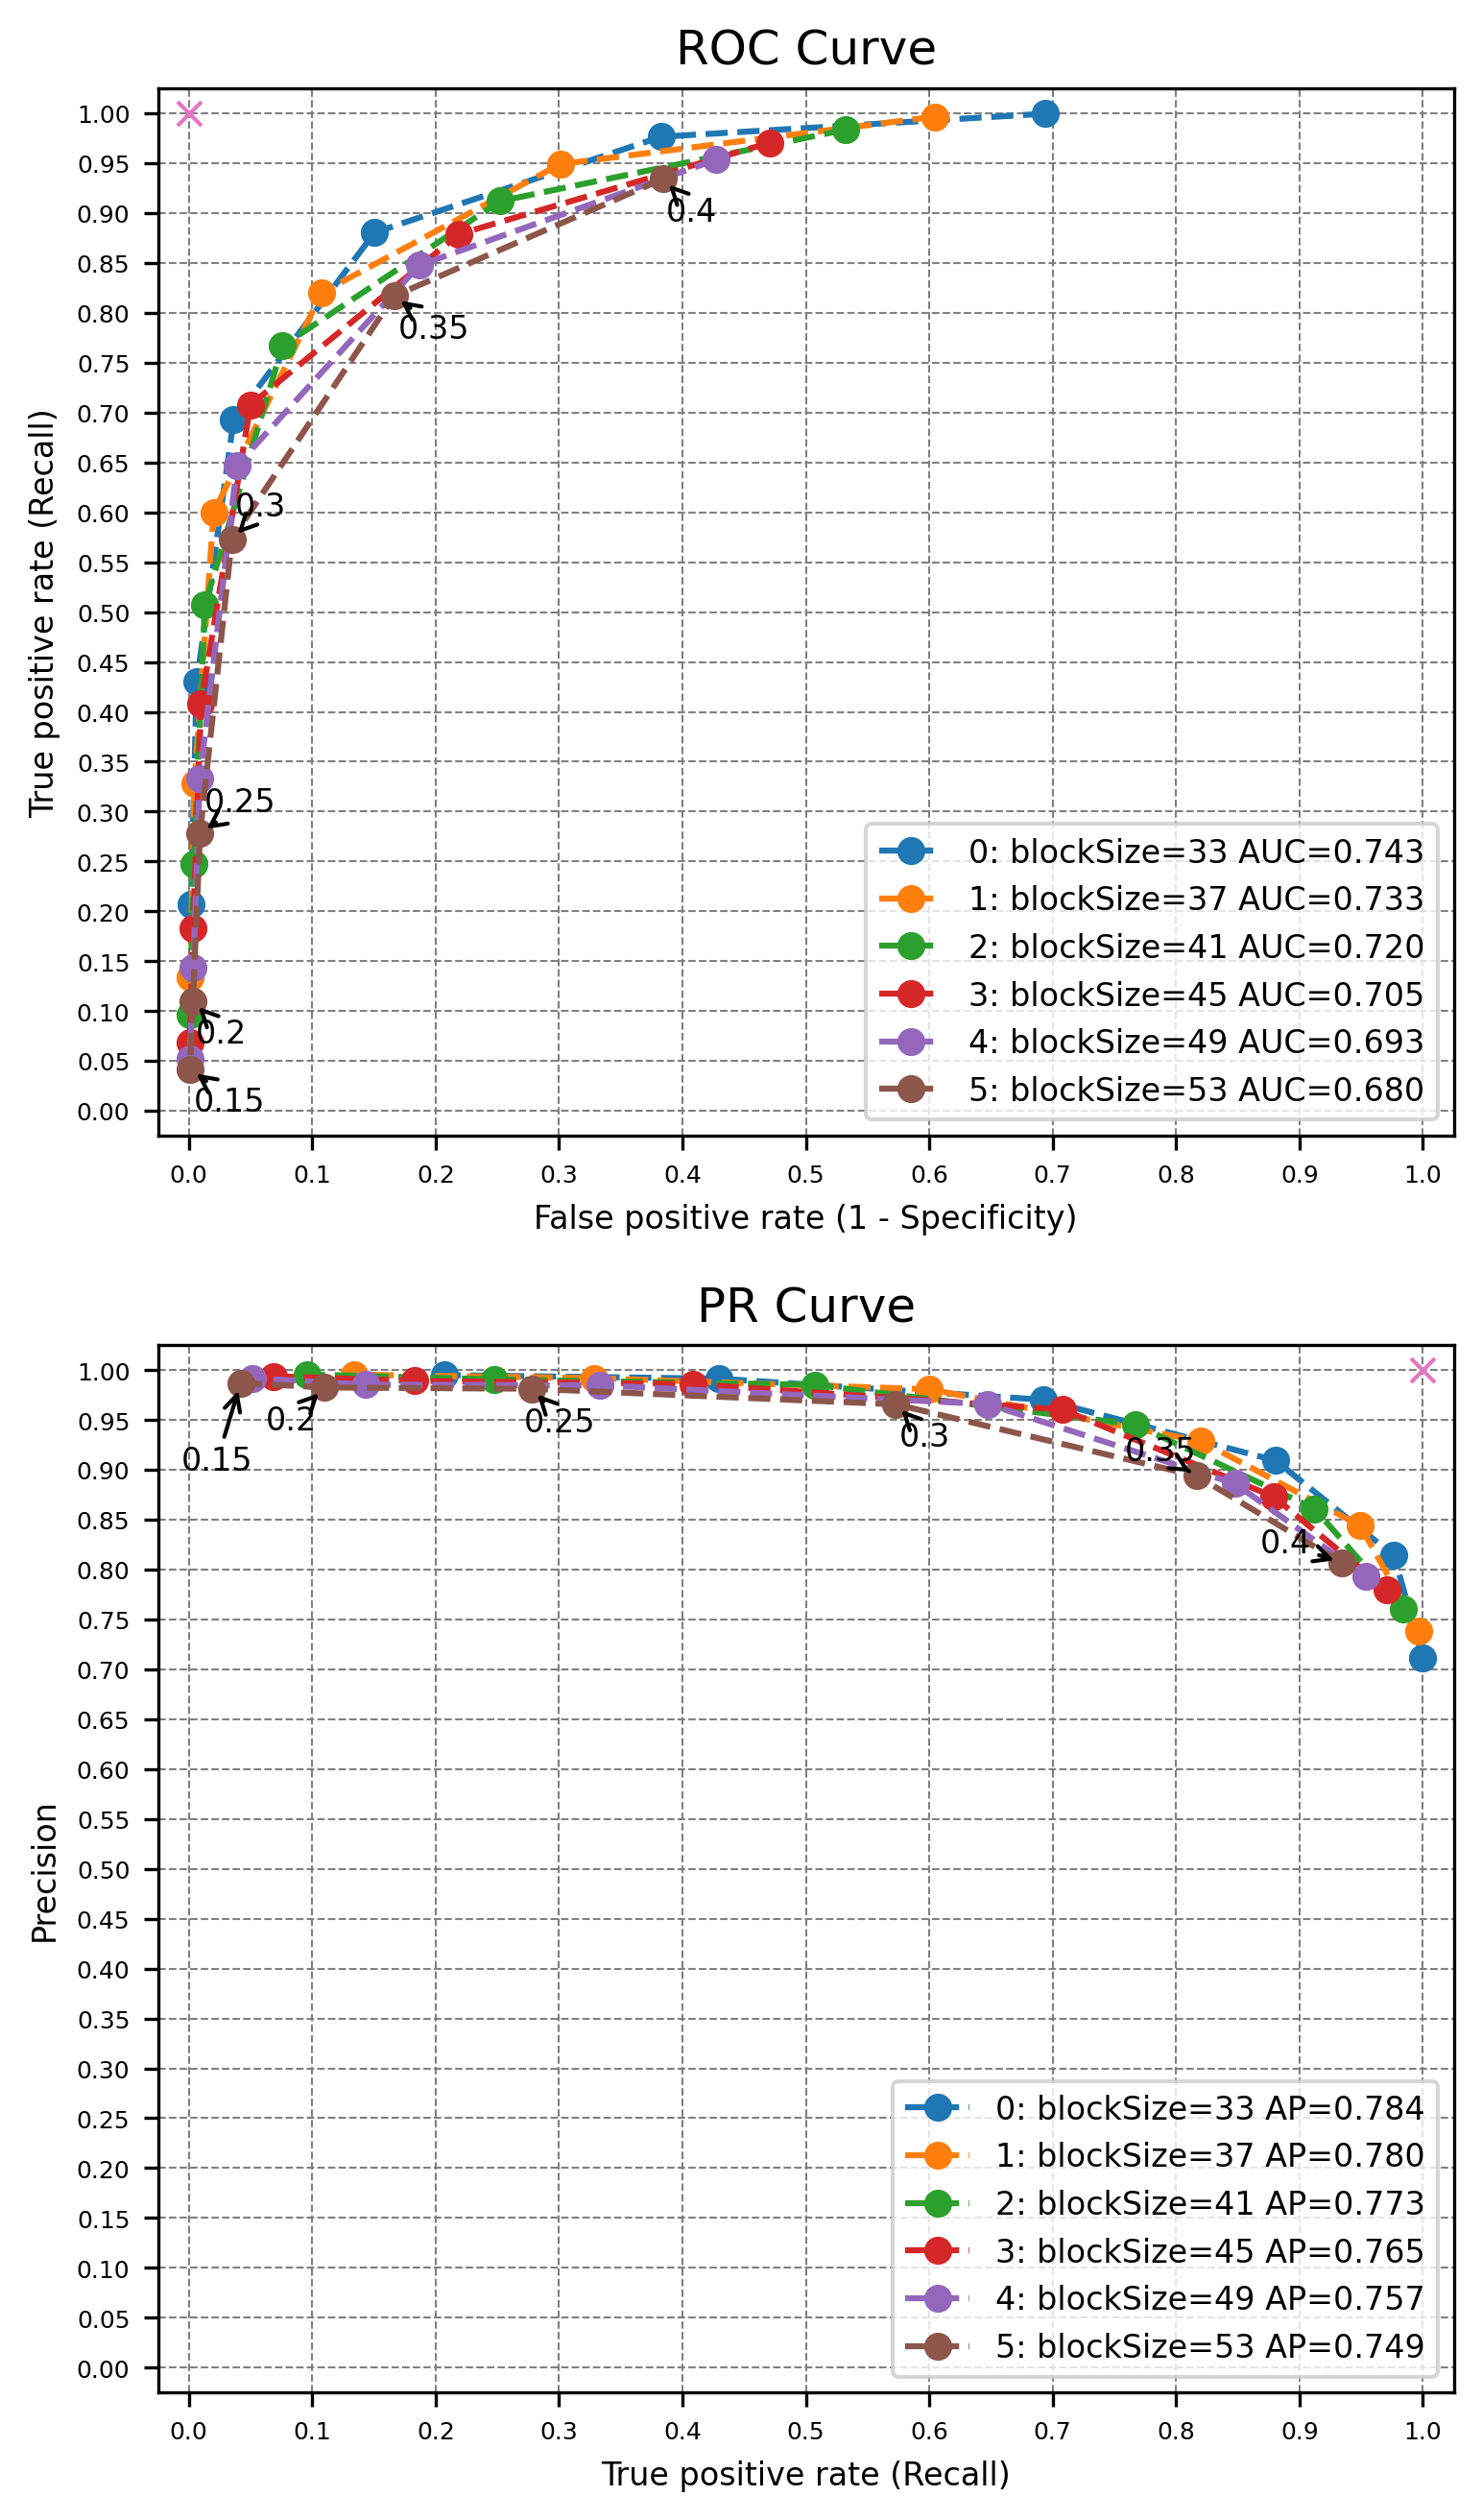 ROC Curve
True positive rate (Recall)
1.00
0.95
0.90
0.85
0.80
0.75
0.70
0.65
0.60
0.55
0.50
0.45
0.40
0.35
0.30
0.25
0.20
0.15
0.10
0.05
0.00
0.4
0.35
0.3
0.25
0.2
0.15
0: blockSize=33 AUC=0.743
1: blockSize=37 AUC=0.733
2: blockSize=41 AUC=0.720
3: blockSize=45 AUC=0.705
4: blockSize=49 AUC=0.693
5: blockSize=53 AUC=0.680
0.0 0.1 0.2 0.3 0.4 0.5 0.6 0.7 0.8 0.9 1.0
False positive rate (1 - Specificity)
PR Curve
Precision
1.00
0.95
0.90
0.85
0.80
0.75
0.70
0.65
0.60
0.55
0.50
0.45
0.40
0.35
0.30
0.25
0.20
0.15
0.10
0.05
0.00
0.15
0.2
0.25
0.3
0.35
0.4
0: blockSize=33 AP=0.784
1: blockSize=37 AP=0.780
2: blockSize=41 AP=0.773
3: blockSize=45 AP=0.765
4: blockSize=49 AP=0.757
5: blockSize=53 AP=0.749
0.0 0.1 0.2 0.3 0.4 0.5 0.6 0.7 0.8 0.9 1.0
True positive rate (Recall)